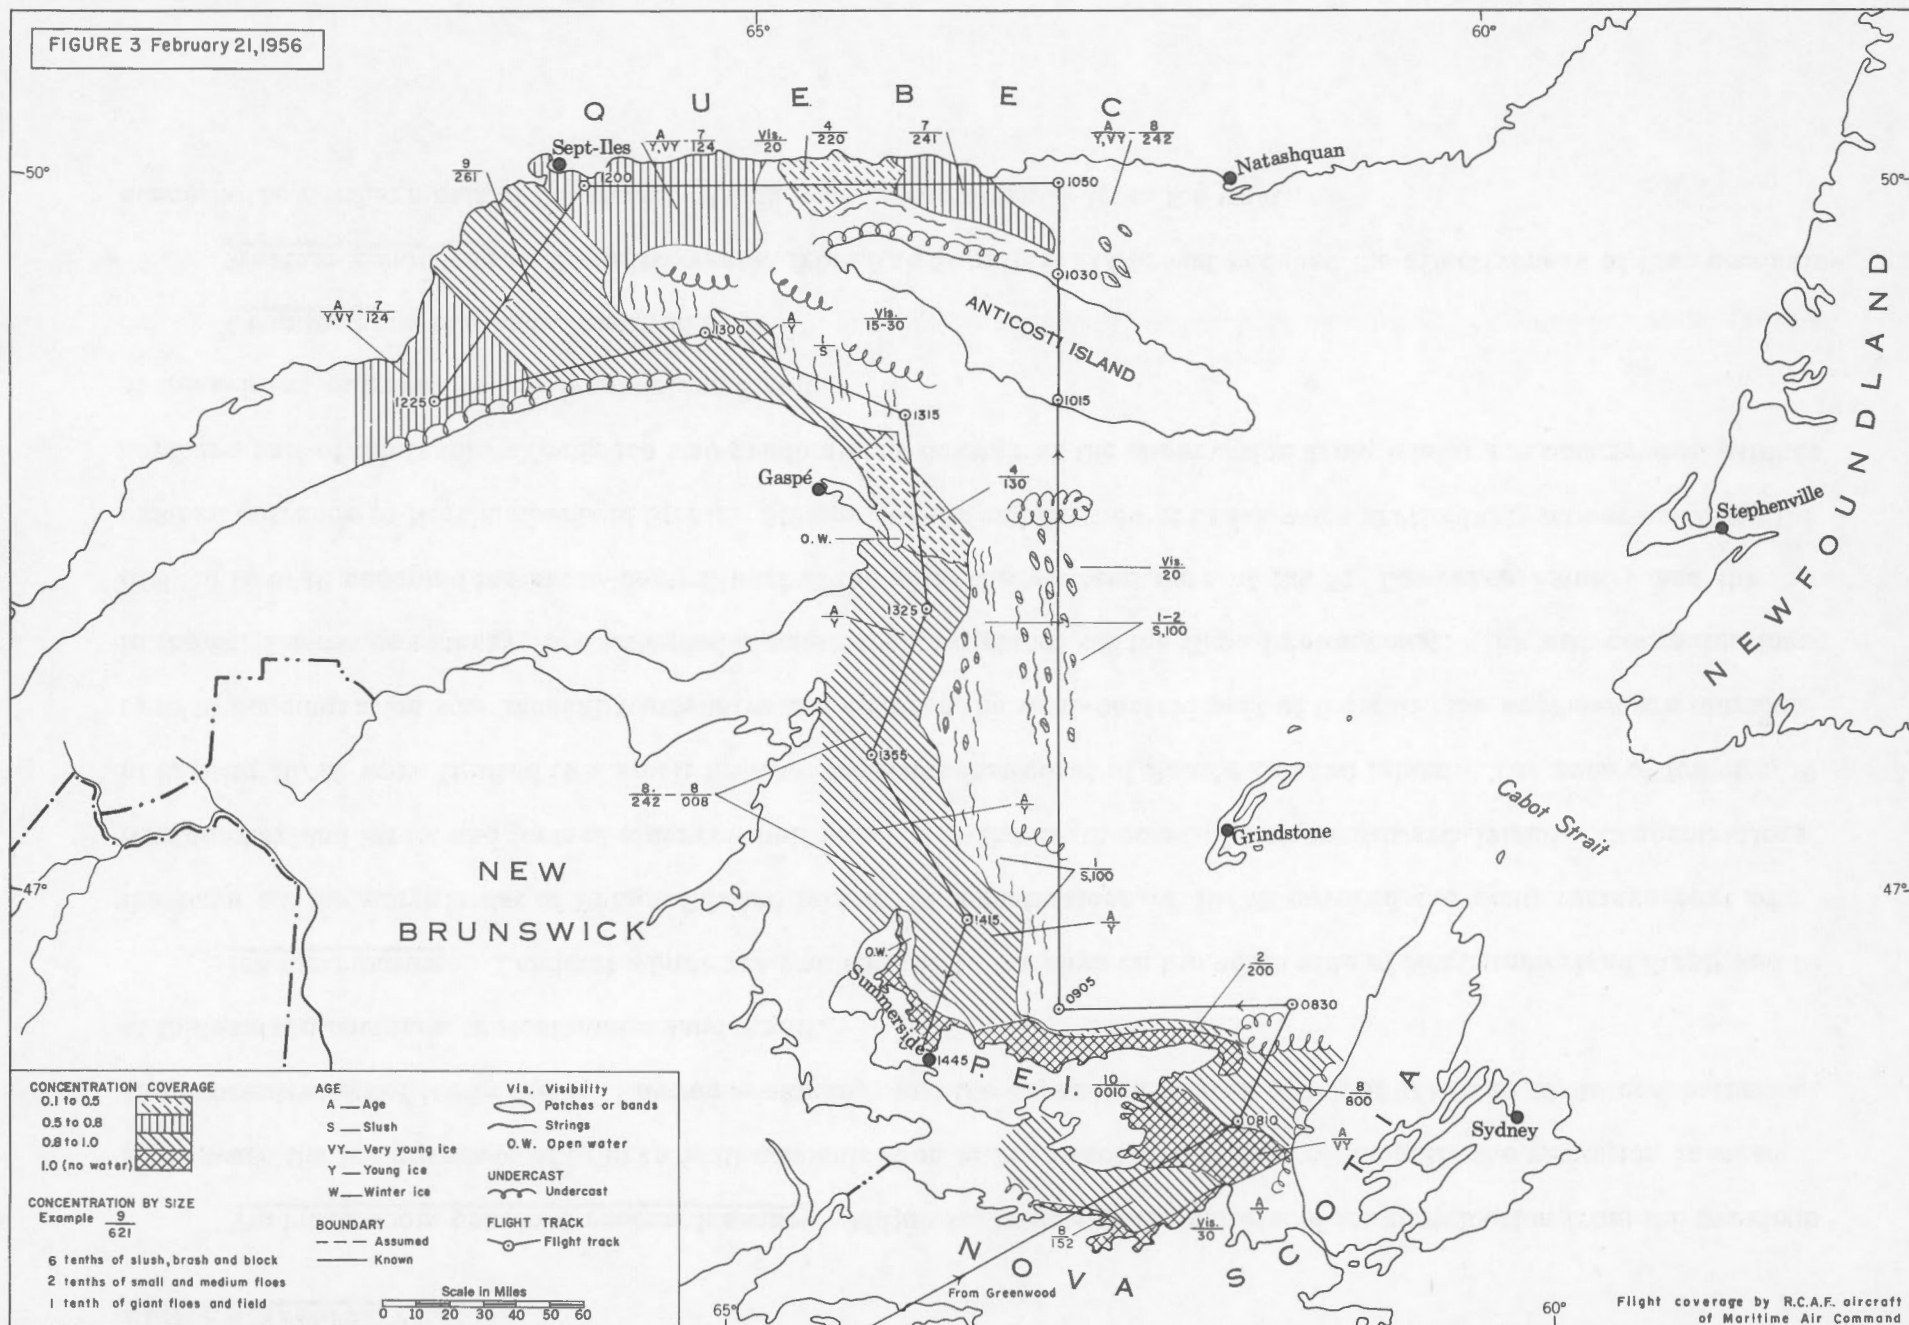 FIGURE 3 February 21, 1956
65°
60°
50°
50°
47°
47°
65°
60°
QUEBEC
Sept-Iles
Natashquan
ANTICOSTI ISLAND
Gaspé
NEWFOUNDLAND
Stephenville
Cabot Strait
Grindstone
NEW
BRUNSWICK
Summerside
P. E. I.
Sydney
NOVA SCOTIA
From Greenwood
9
261
A
Y,VY
7
124
Vis.
20
4
220
7
241
A
Y,VY
8
242
A
Y,VY
7
124
A
Y
1
S
Vis.
15-30
4
130
O.W.
Vis.
20
A
Y
1-2
S,100
8
242
8
008
A
Y
1
S,100
A
Y
O.W.
2
200
10
0010
8
800
A
VY
A
Y
Vis.
30
8
152
1200
1050
1030
1015
1300
1225
1315
1325
1355
1415
1445
0905
0830
0810
CONCENTRATION COVERAGE
0.1 to 0.5
0.5 to 0.8
0.8 to 1.0
1.0 (no water)
CONCENTRATION BY SIZE
Example 9
621
6 tenths of slush, brash and block
2 tenths of small and medium floes
1 tenth of giant floes and field
AGE
A — Age
S — Slush
VY — Very young ice
Y — Young ice
W — Winter ice
BOUNDARY
Assumed
Known
Vis. Visibility
Patches or bands
Strings
O.W. Open water
UNDERCAST
Undercast
FLIGHT TRACK
Flight track
Scale in Miles
0 10 20 30 40 50 60
Flight coverage by R.C.A.F. aircraft
of Maritime Air Command